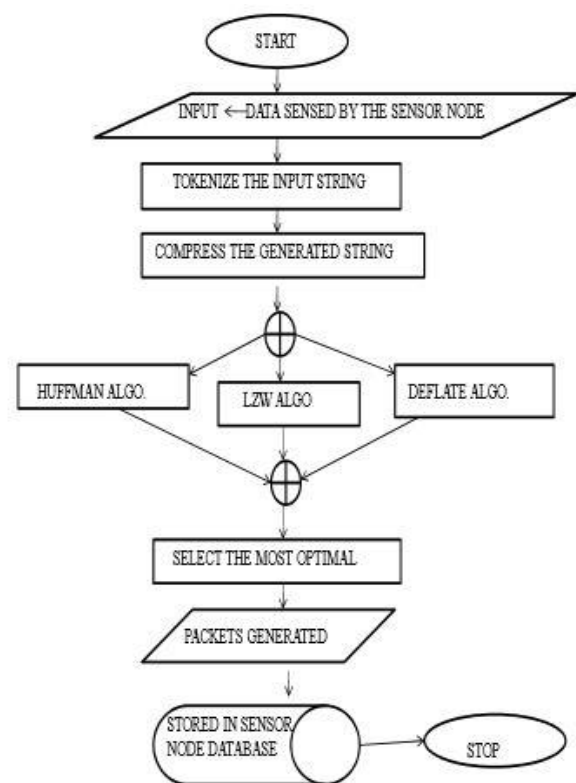 START
INPUT ←DATA SENSED BY THE SENSOR NODE
TOKENIZE THE INPUT STRING
COMPRESS THE GENERATED STRING
HUFFMAN ALGO.
LZW ALGO
DEFLATE ALGO.
SELECT THE MOST OPTIMAL
PACKETS GENERATED
STORED IN SENSOR
NODE DATABASE
STOP